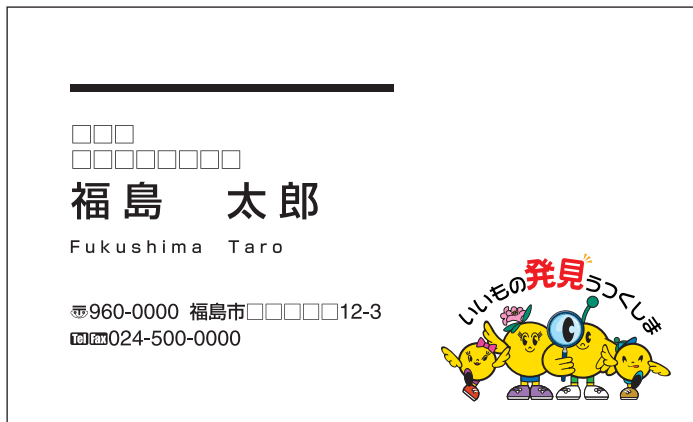 □□□
□□□□□□□□
福島　太郎
Fukushima Taro
〠960-0000 福島市□□□□□12-3
Tel Fax 024-500-0000
いいもの発見うつくしま